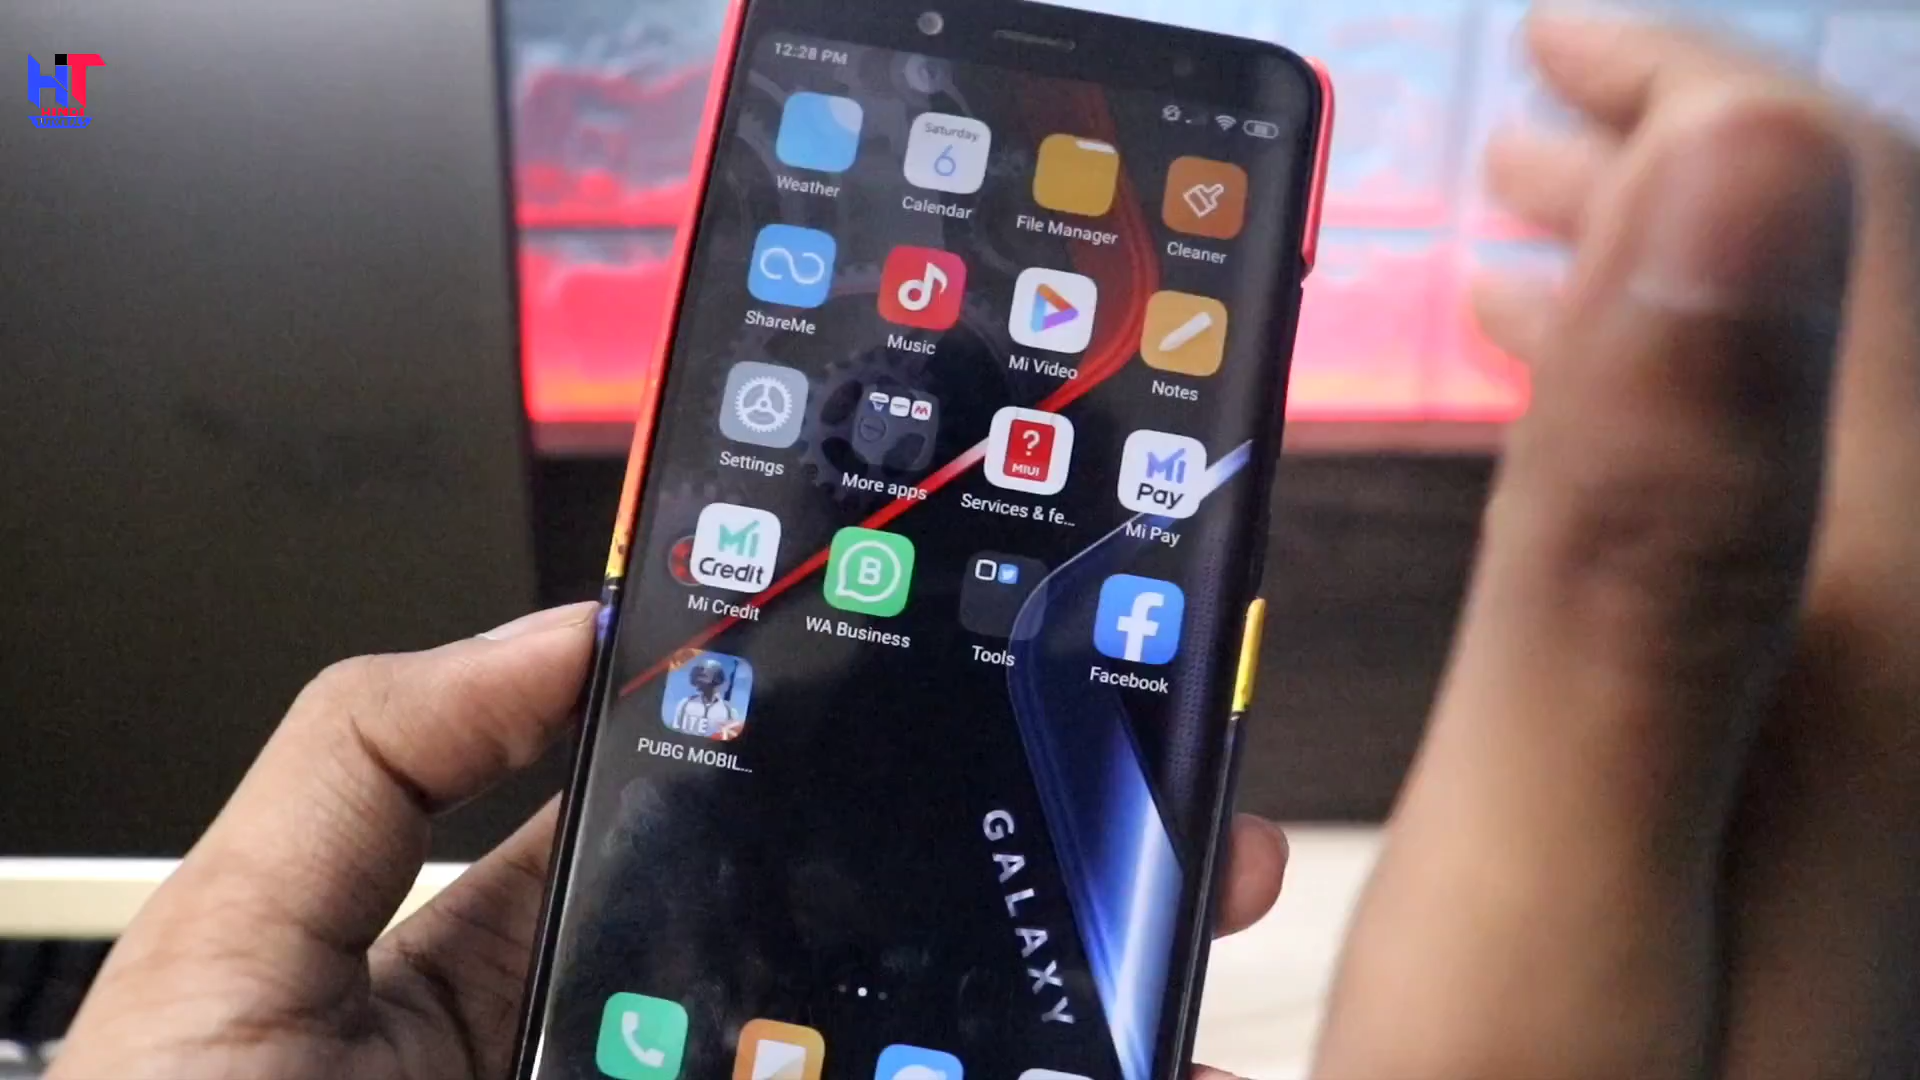 HT
12:28 PM
Weather
Saturday
6
Calendar
File Manager
Cleaner
ShareMe
Music
Mi Video
Notes
Settings
More apps
?
MIUI
Services & fe...
Mi
Pay
Mi Pay
Mi
Credit
Mi Credit
B
WA Business
Tools
f
Facebook
LITE
PUBG MOBIL...
GALAXY